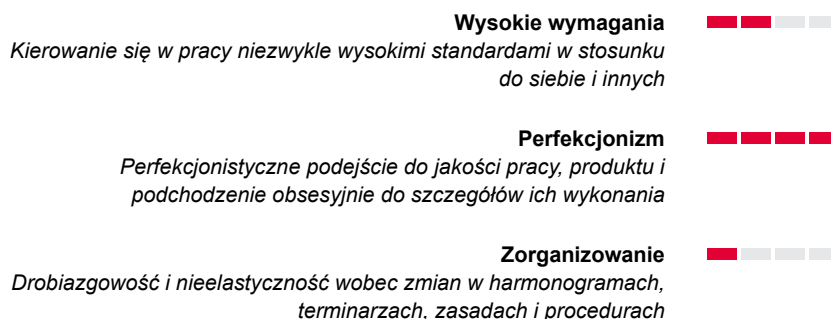 Wysokie wymagania
Kierowanie się w pracy niezwykle wysokimi standardami w stosunku
do siebie i innych
Perfekcjonizm
Perfekcjonistyczne podejście do jakości pracy, produktu i
podchodzenie obsesyjnie do szczegółów ich wykonania
Zorganizowanie
Drobiazgowość i nieelastyczność wobec zmian w harmonogramach,
terminarzach, zasadach i procedurach